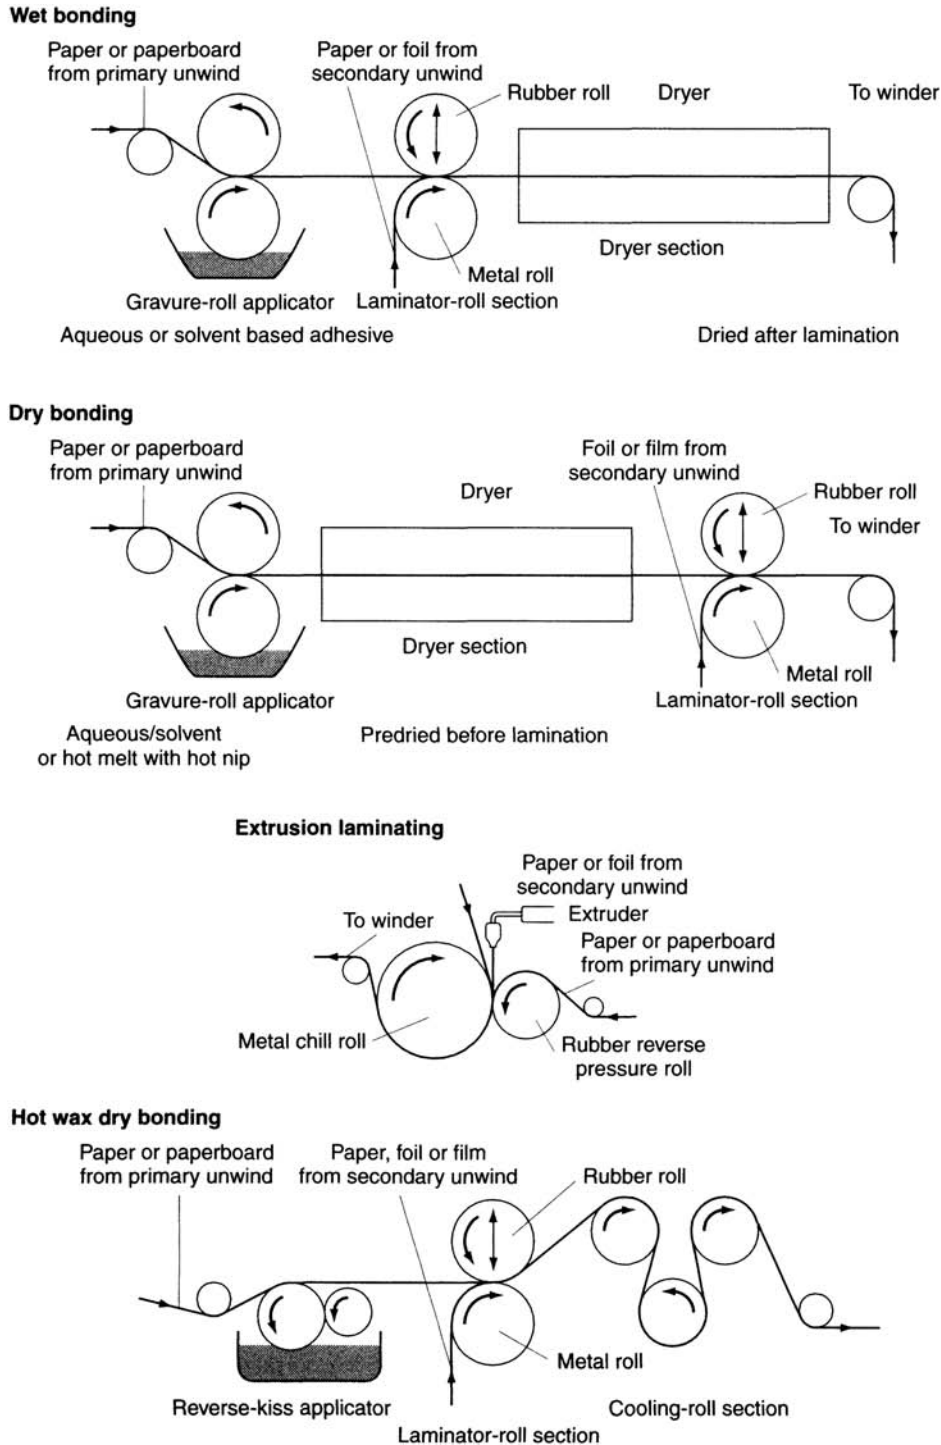 Wet bonding
Paper or paperboard
from primary unwind
Paper or foil from
secondary unwind
Rubber roll
Dryer
To winder
Dryer section
Metal roll
Gravure-roll applicator
Laminator-roll section
Aqueous or solvent based adhesive
Dried after lamination
Dry bonding
Paper or paperboard
from primary unwind
Dryer
Foil or film from
secondary unwind
Rubber roll
To winder
Dryer section
Metal roll
Gravure-roll applicator
Laminator-roll section
Aqueous/solvent
or hot melt with hot nip
Predried before lamination
Extrusion laminating
Paper or foil from
secondary unwind
To winder
Extruder
Paper or paperboard
from primary unwind
Metal chill roll
Rubber reverse
pressure roll
Hot wax dry bonding
Paper or paperboard
from primary unwind
Paper, foil or film
from secondary unwind
Rubber roll
Metal roll
Reverse-kiss applicator
Cooling-roll section
Laminator-roll section